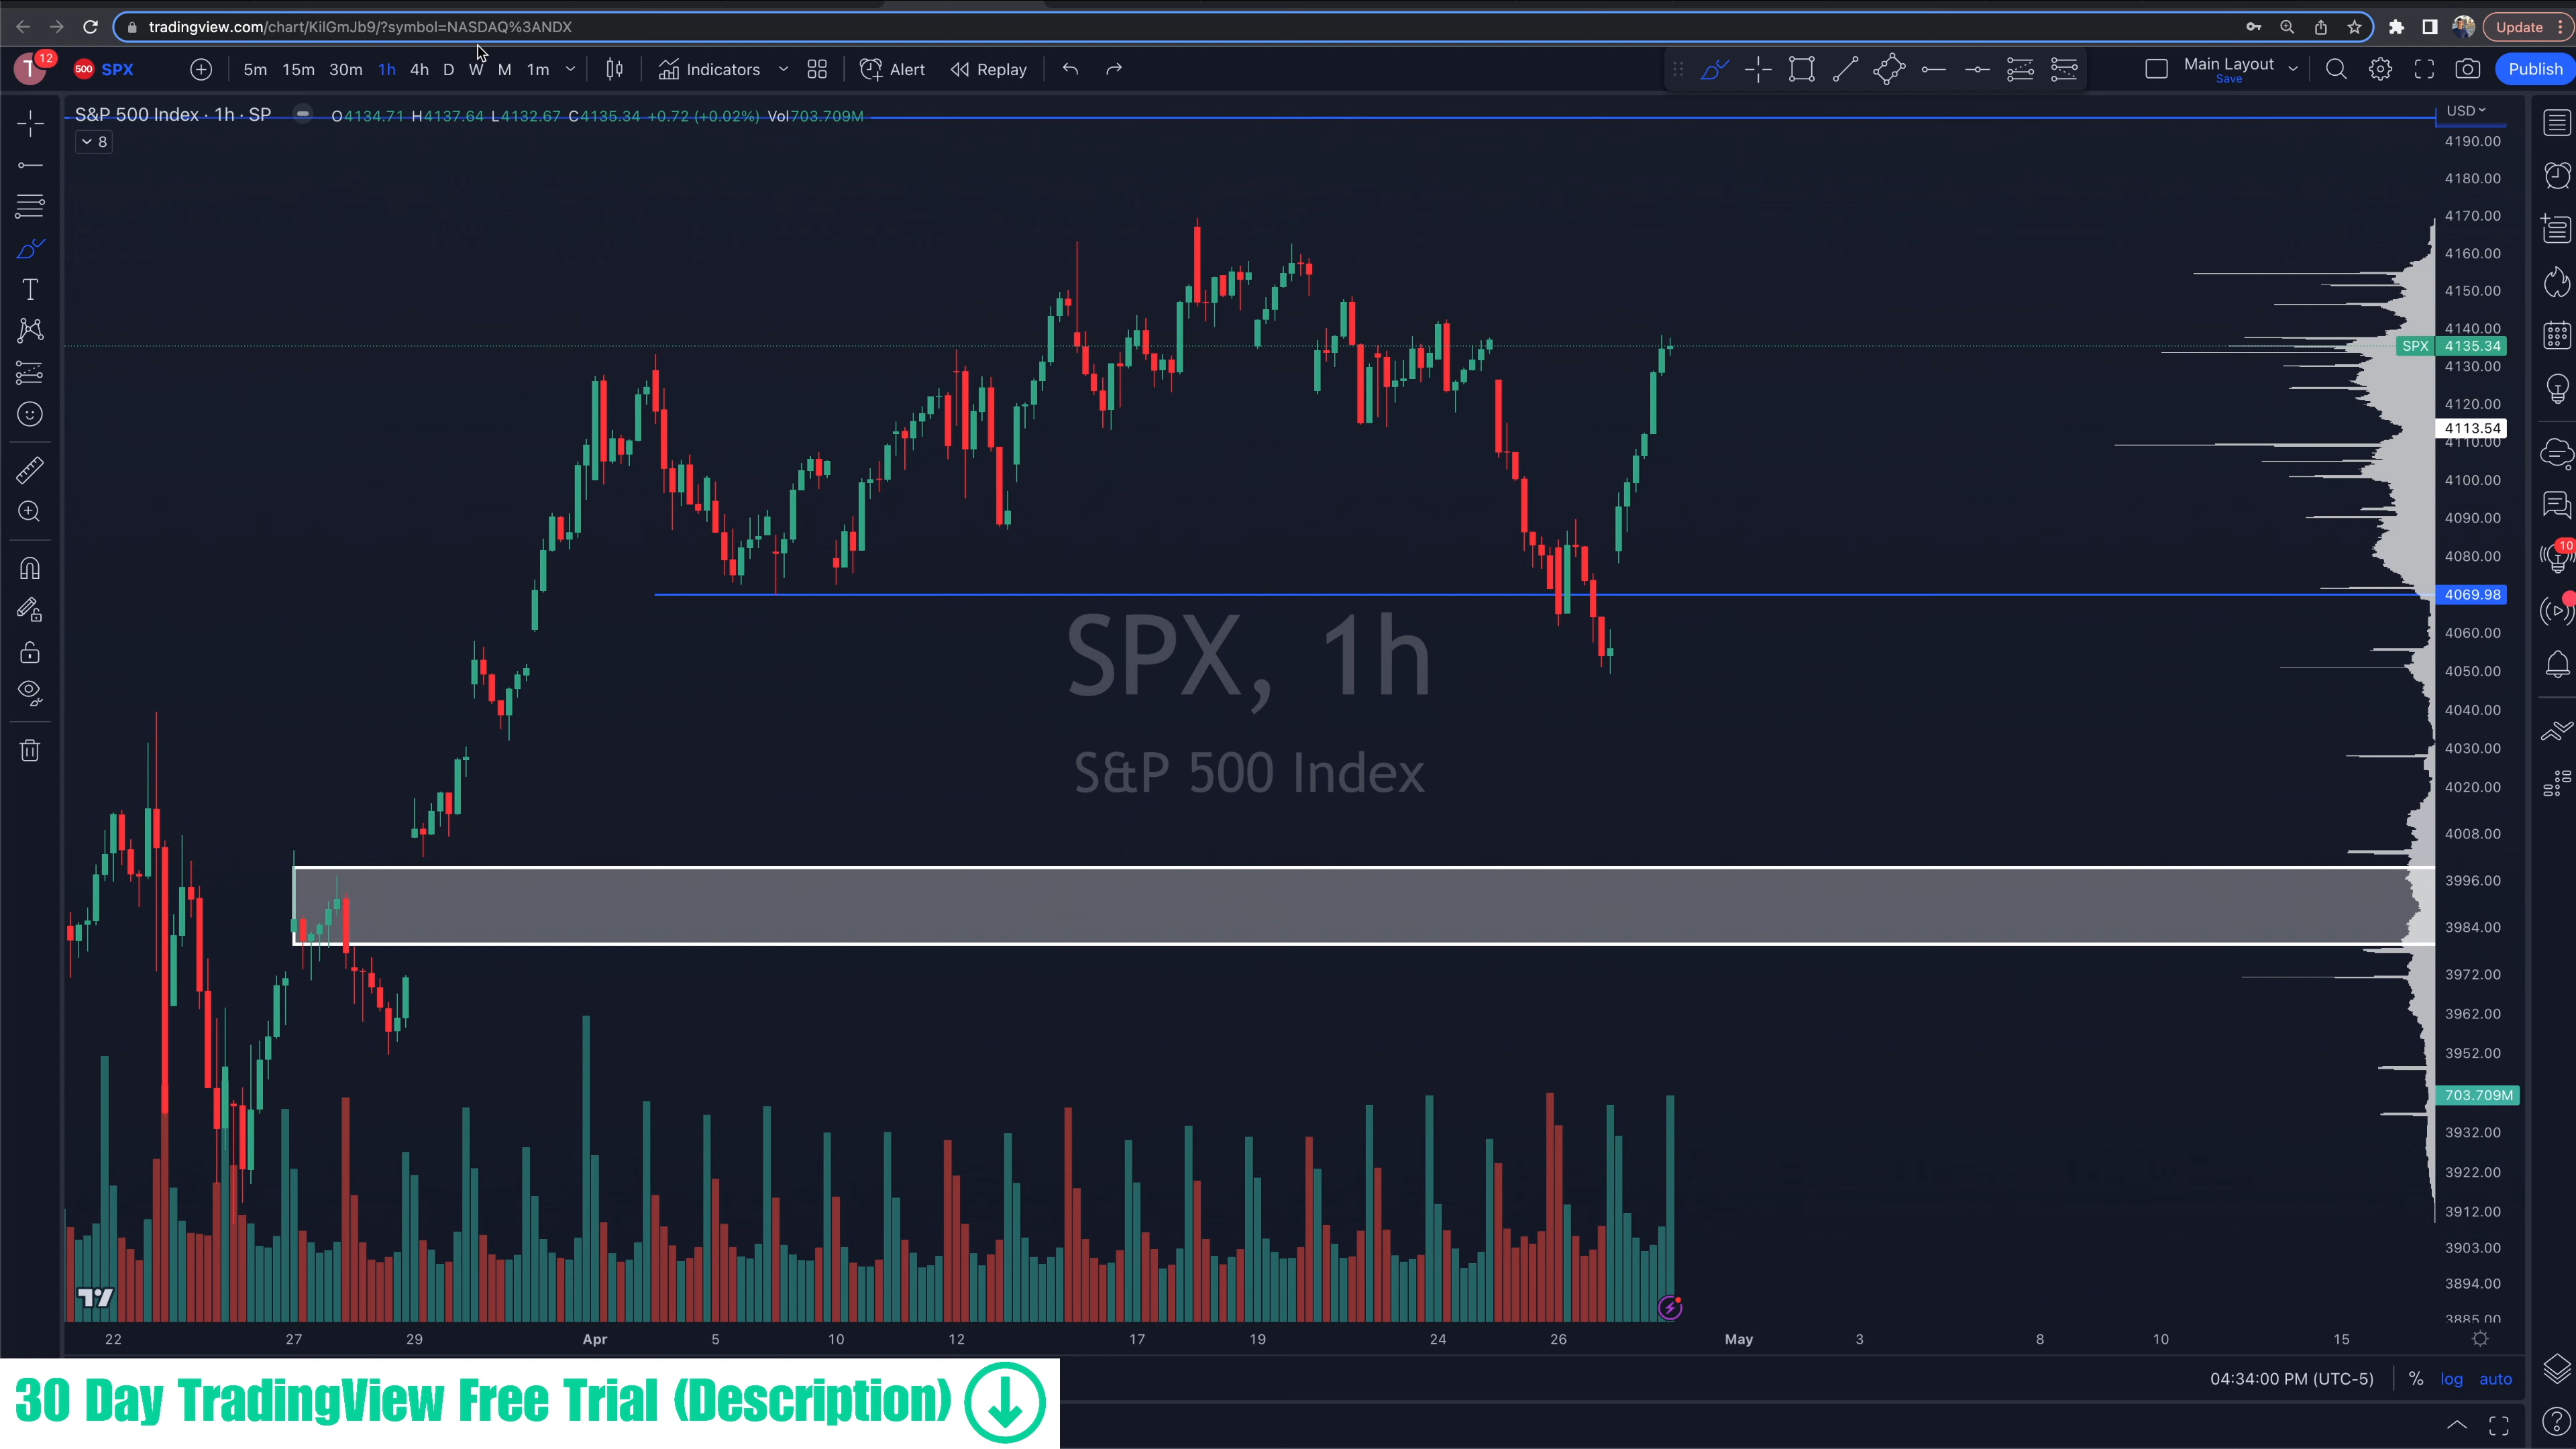 tradingview.com/chart/KilGmJb9/?symbol=NASDAQ%3ANDX
Update
T 12
500 SPX 5m 15m 30m 1h 4h D W M 1m Indicators Alert Replay
Main Layout
Save
Publish
S&P 500 Index · 1h · SP O4134.71 H4137.64 L4132.67 C4135.34 +0.72 (+0.02%) Vol703.709M
8
USD
4190.00
4180.00
4170.00
4160.00
4150.00
4140.00
SPX 4135.34
4130.00
4120.00
4113.54
4110.00
4100.00
4090.00
4080.00
4069.98
4060.00
4050.00
4040.00
4030.00
4020.00
4008.00
3996.00
3984.00
3972.00
3962.00
3952.00
703.709M
3932.00
3922.00
3912.00
3903.00
3894.00
3885.00
10
SPX, 1h
S&P 500 Index
22 27 29 Apr 5 10 12 17 19 24 26 May 3 8 10 15
04:34:00 PM (UTC-5) % log auto
30 Day TradingView Free Trial (Description)